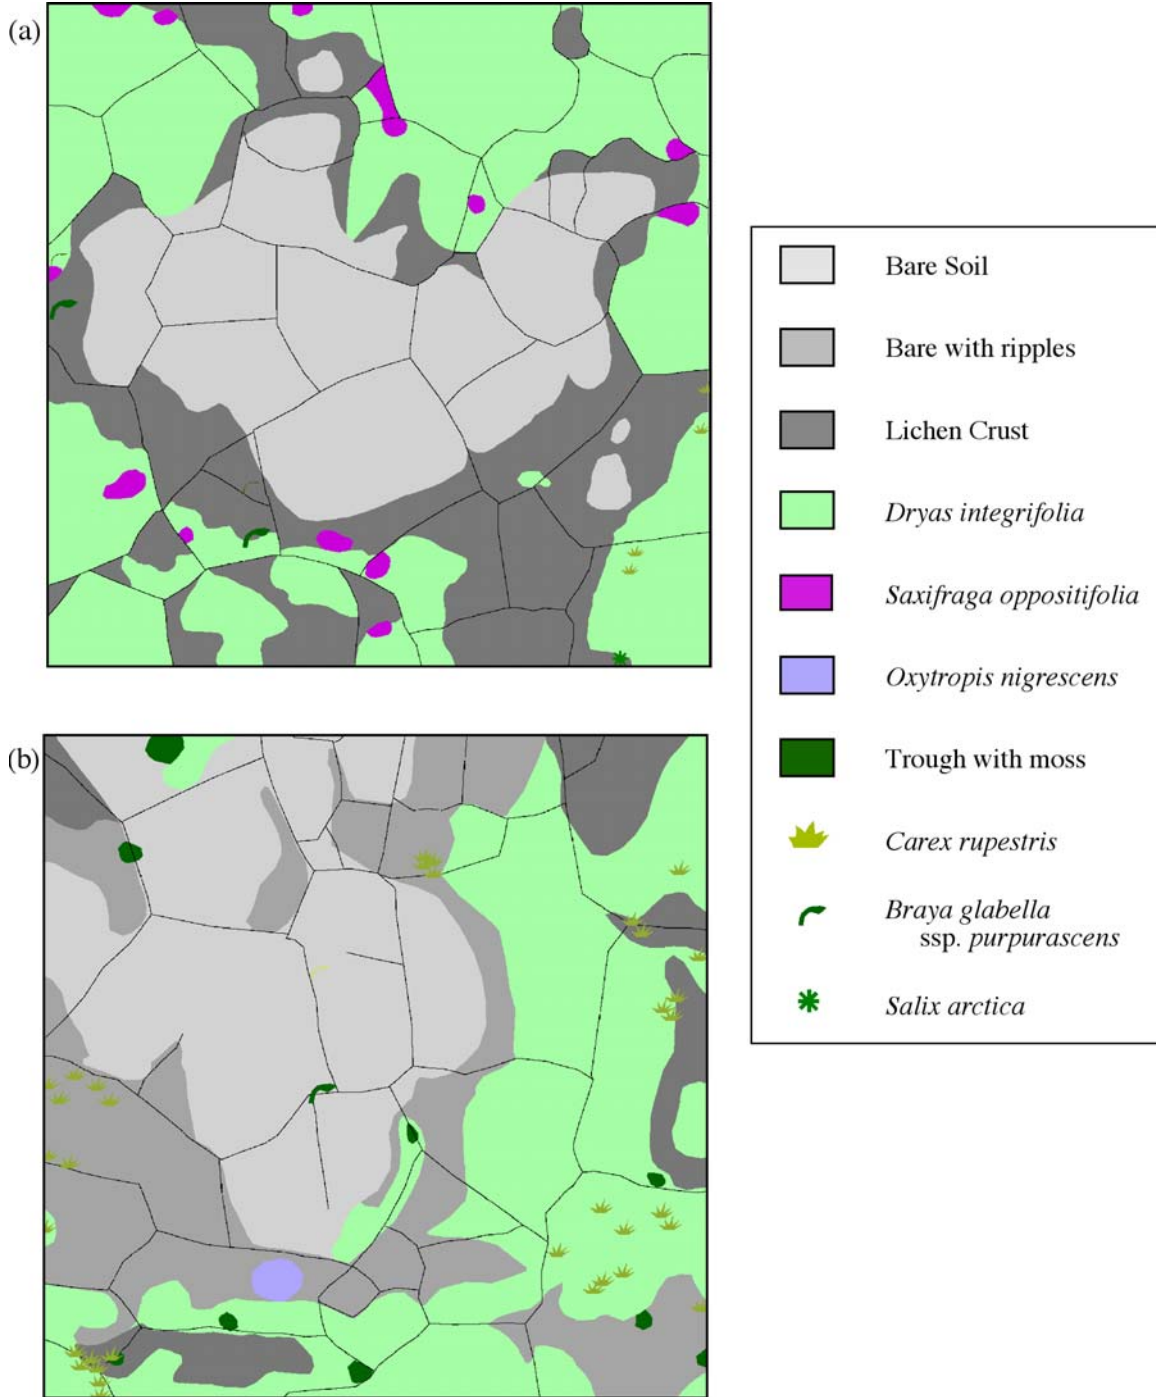 (a)
Bare Soil
Bare with ripples
Lichen Crust
Dryas integrifolia
Saxifraga oppositifolia
Oxytropis nigrescens
Trough with moss
Carex rupestris
Braya glabella
ssp. purpurascens
Salix arctica
(b)